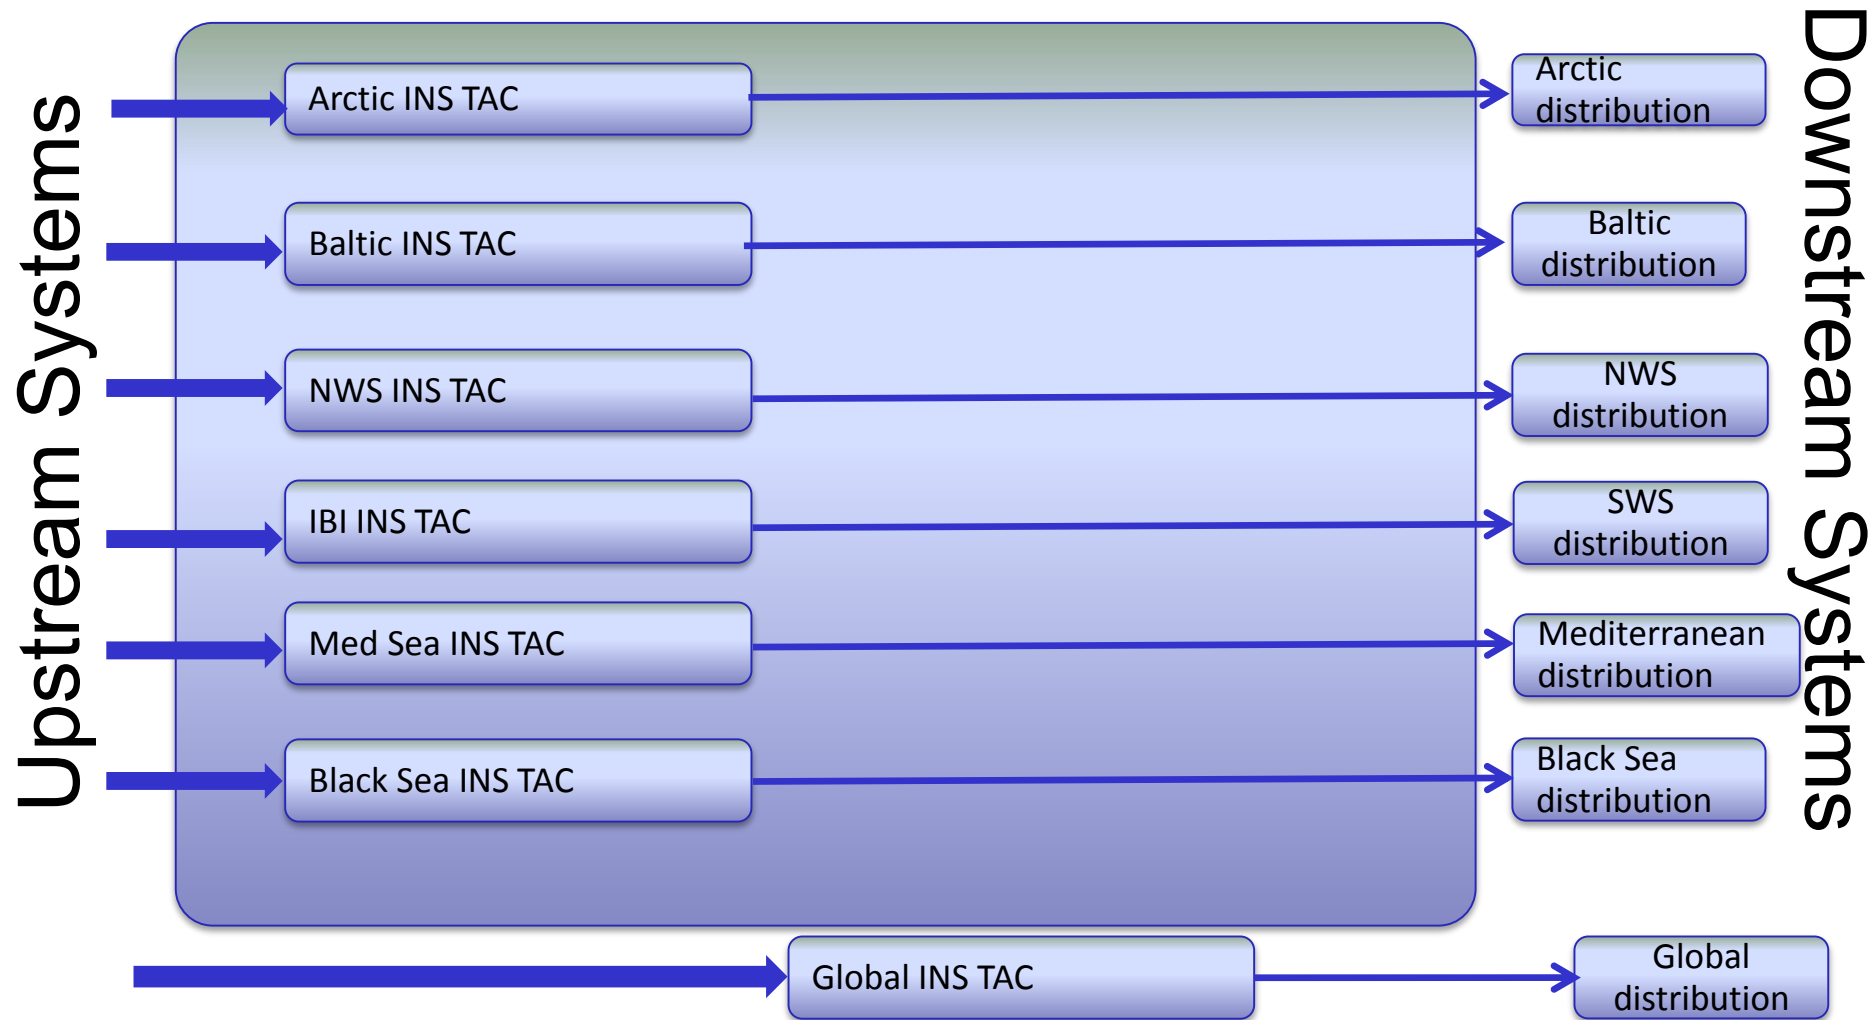 Upstream Systems
Arctic INS TAC
Arctic
distribution
Baltic INS TAC
Baltic
distribution
NWS INS TAC
NWS
distribution
IBI INS TAC
SWS
distribution
Med Sea INS TAC
Mediterranean
distribution
Black Sea INS TAC
Black Sea
distribution
Global INS TAC
Global
distribution
Downstream Systems